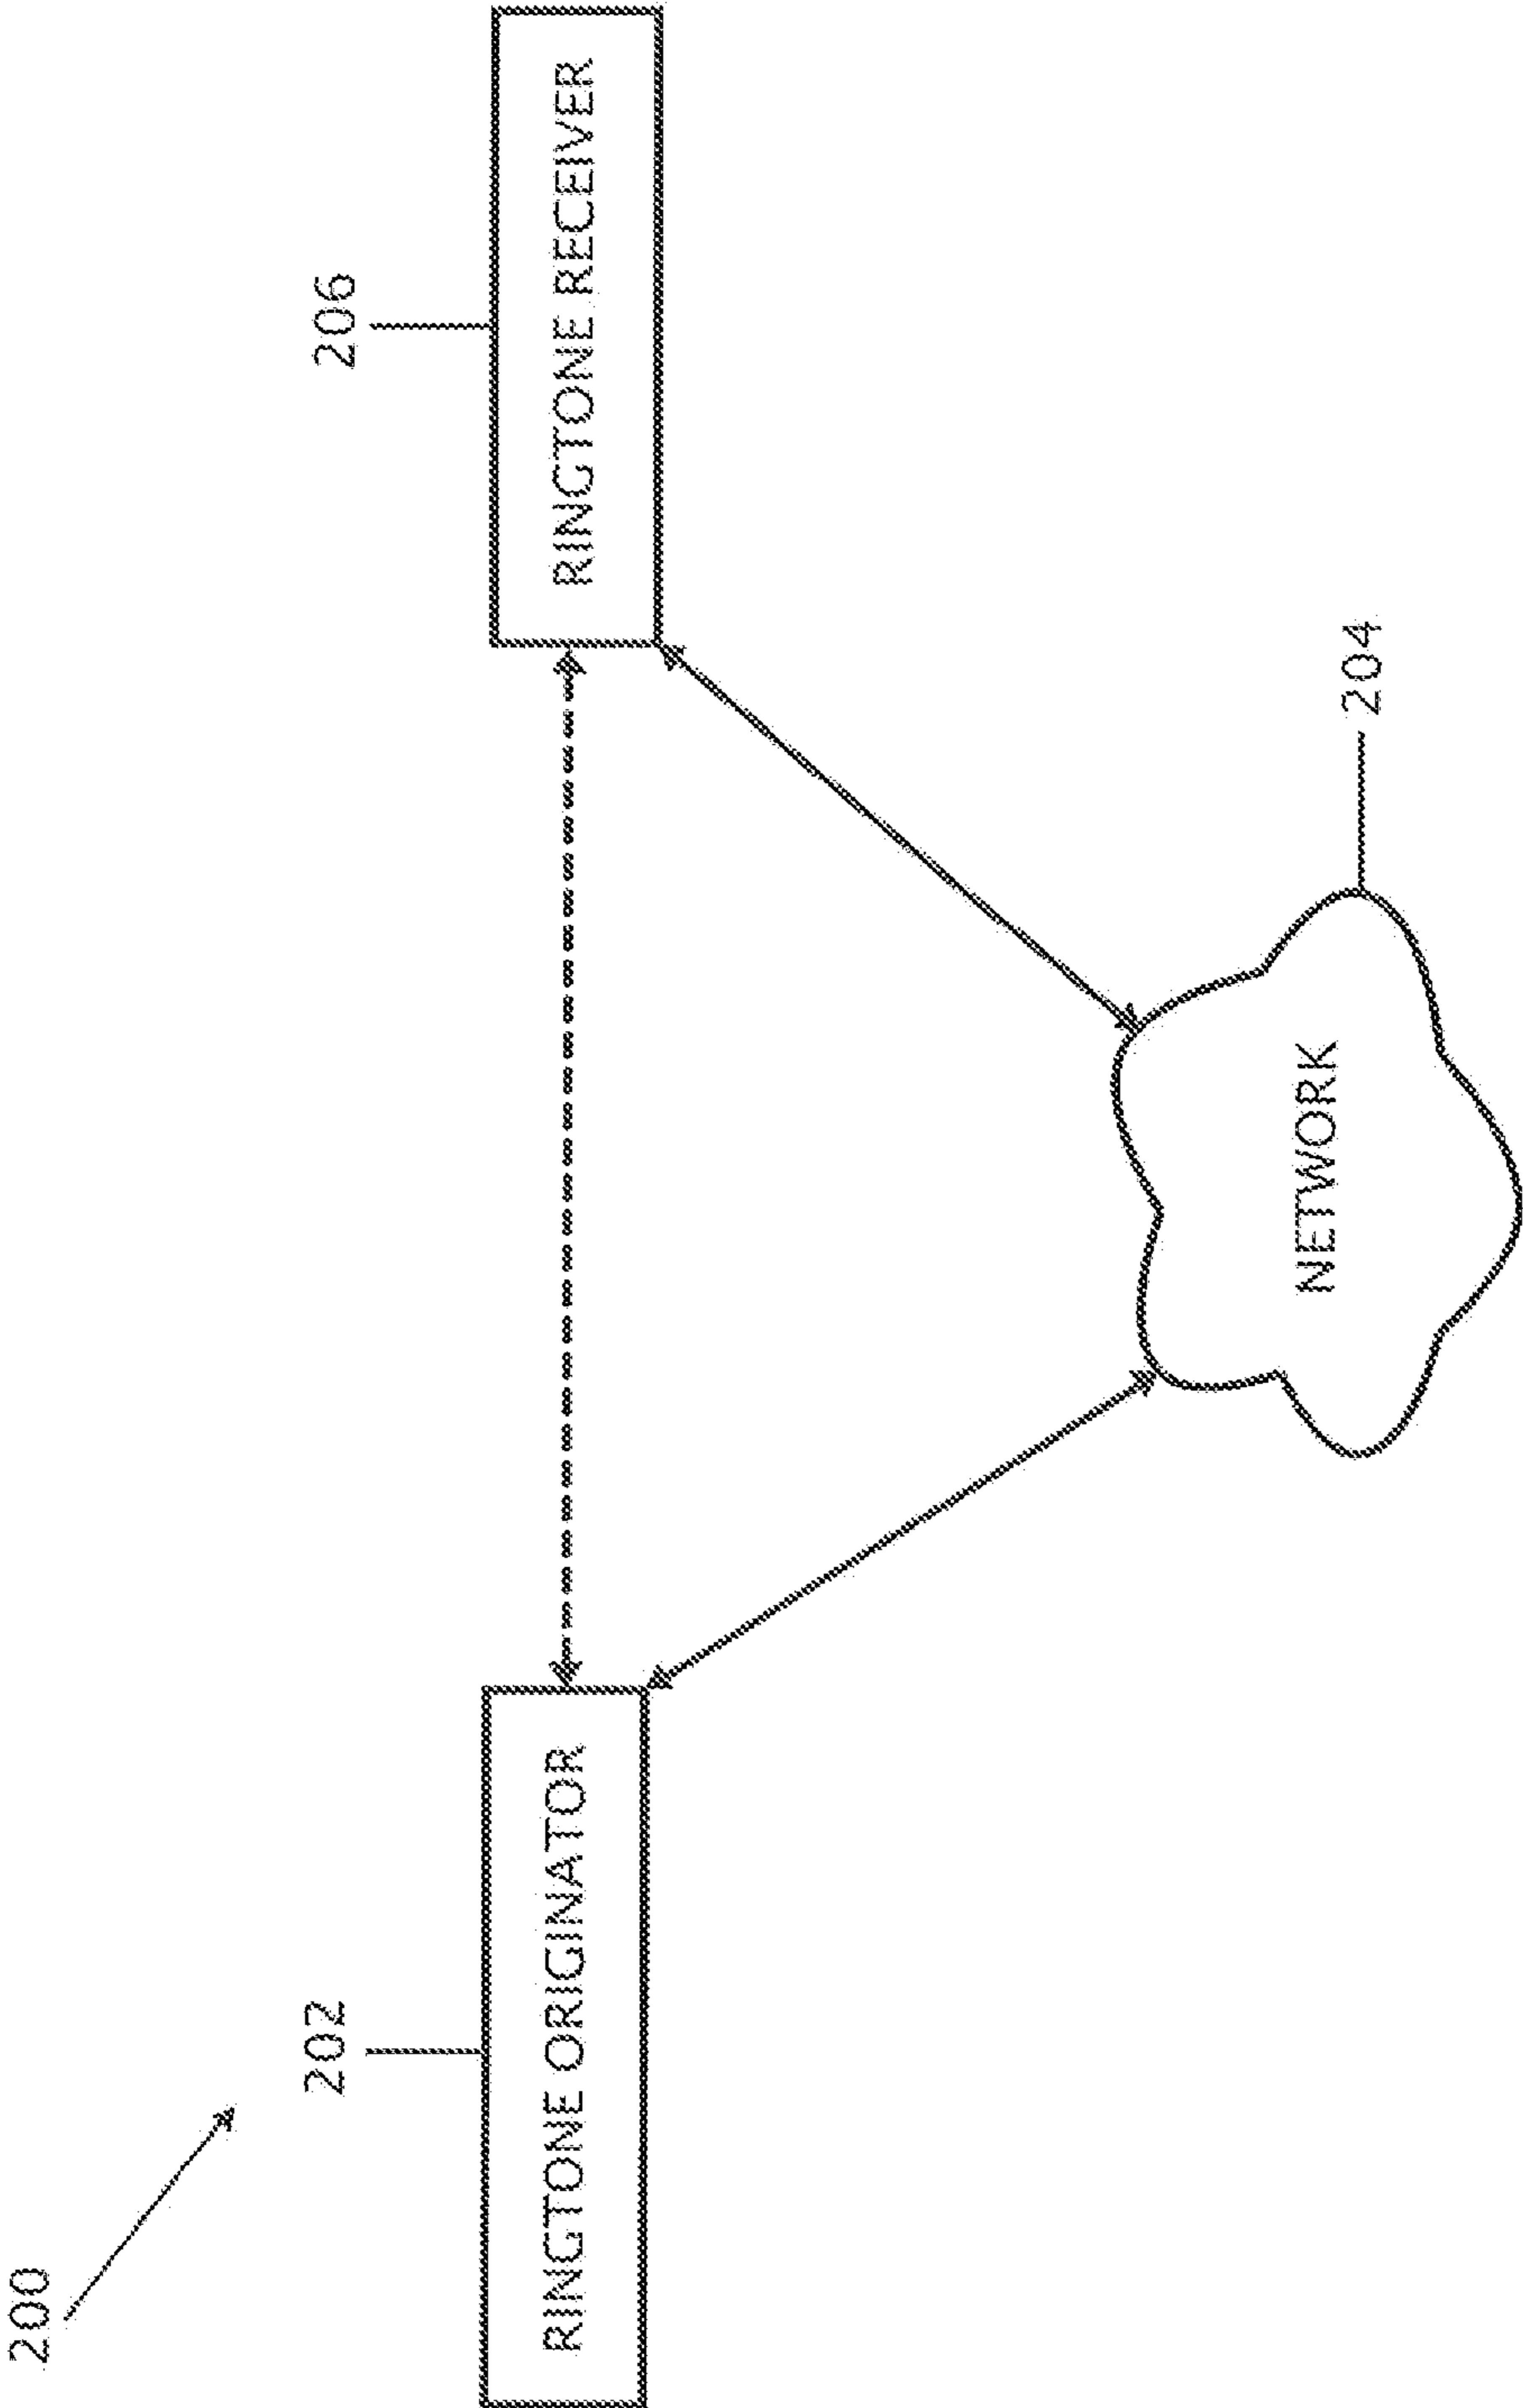 200
202
RINGTONE ORIGINATOR
206
RINGTONE RECEIVER
NETWORK
204